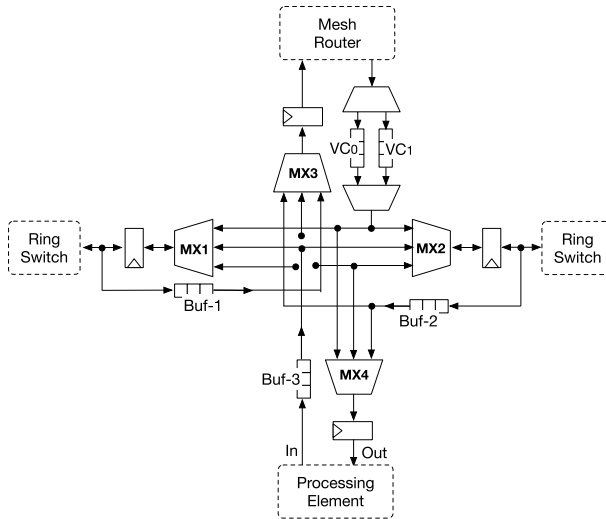 Mesh
Router
VC0
VC1
MX3
Ring
Switch
MX1
MX2
Ring
Switch
Buf-1
Buf-2
Buf-3
MX4
In
Out
Processing
Element